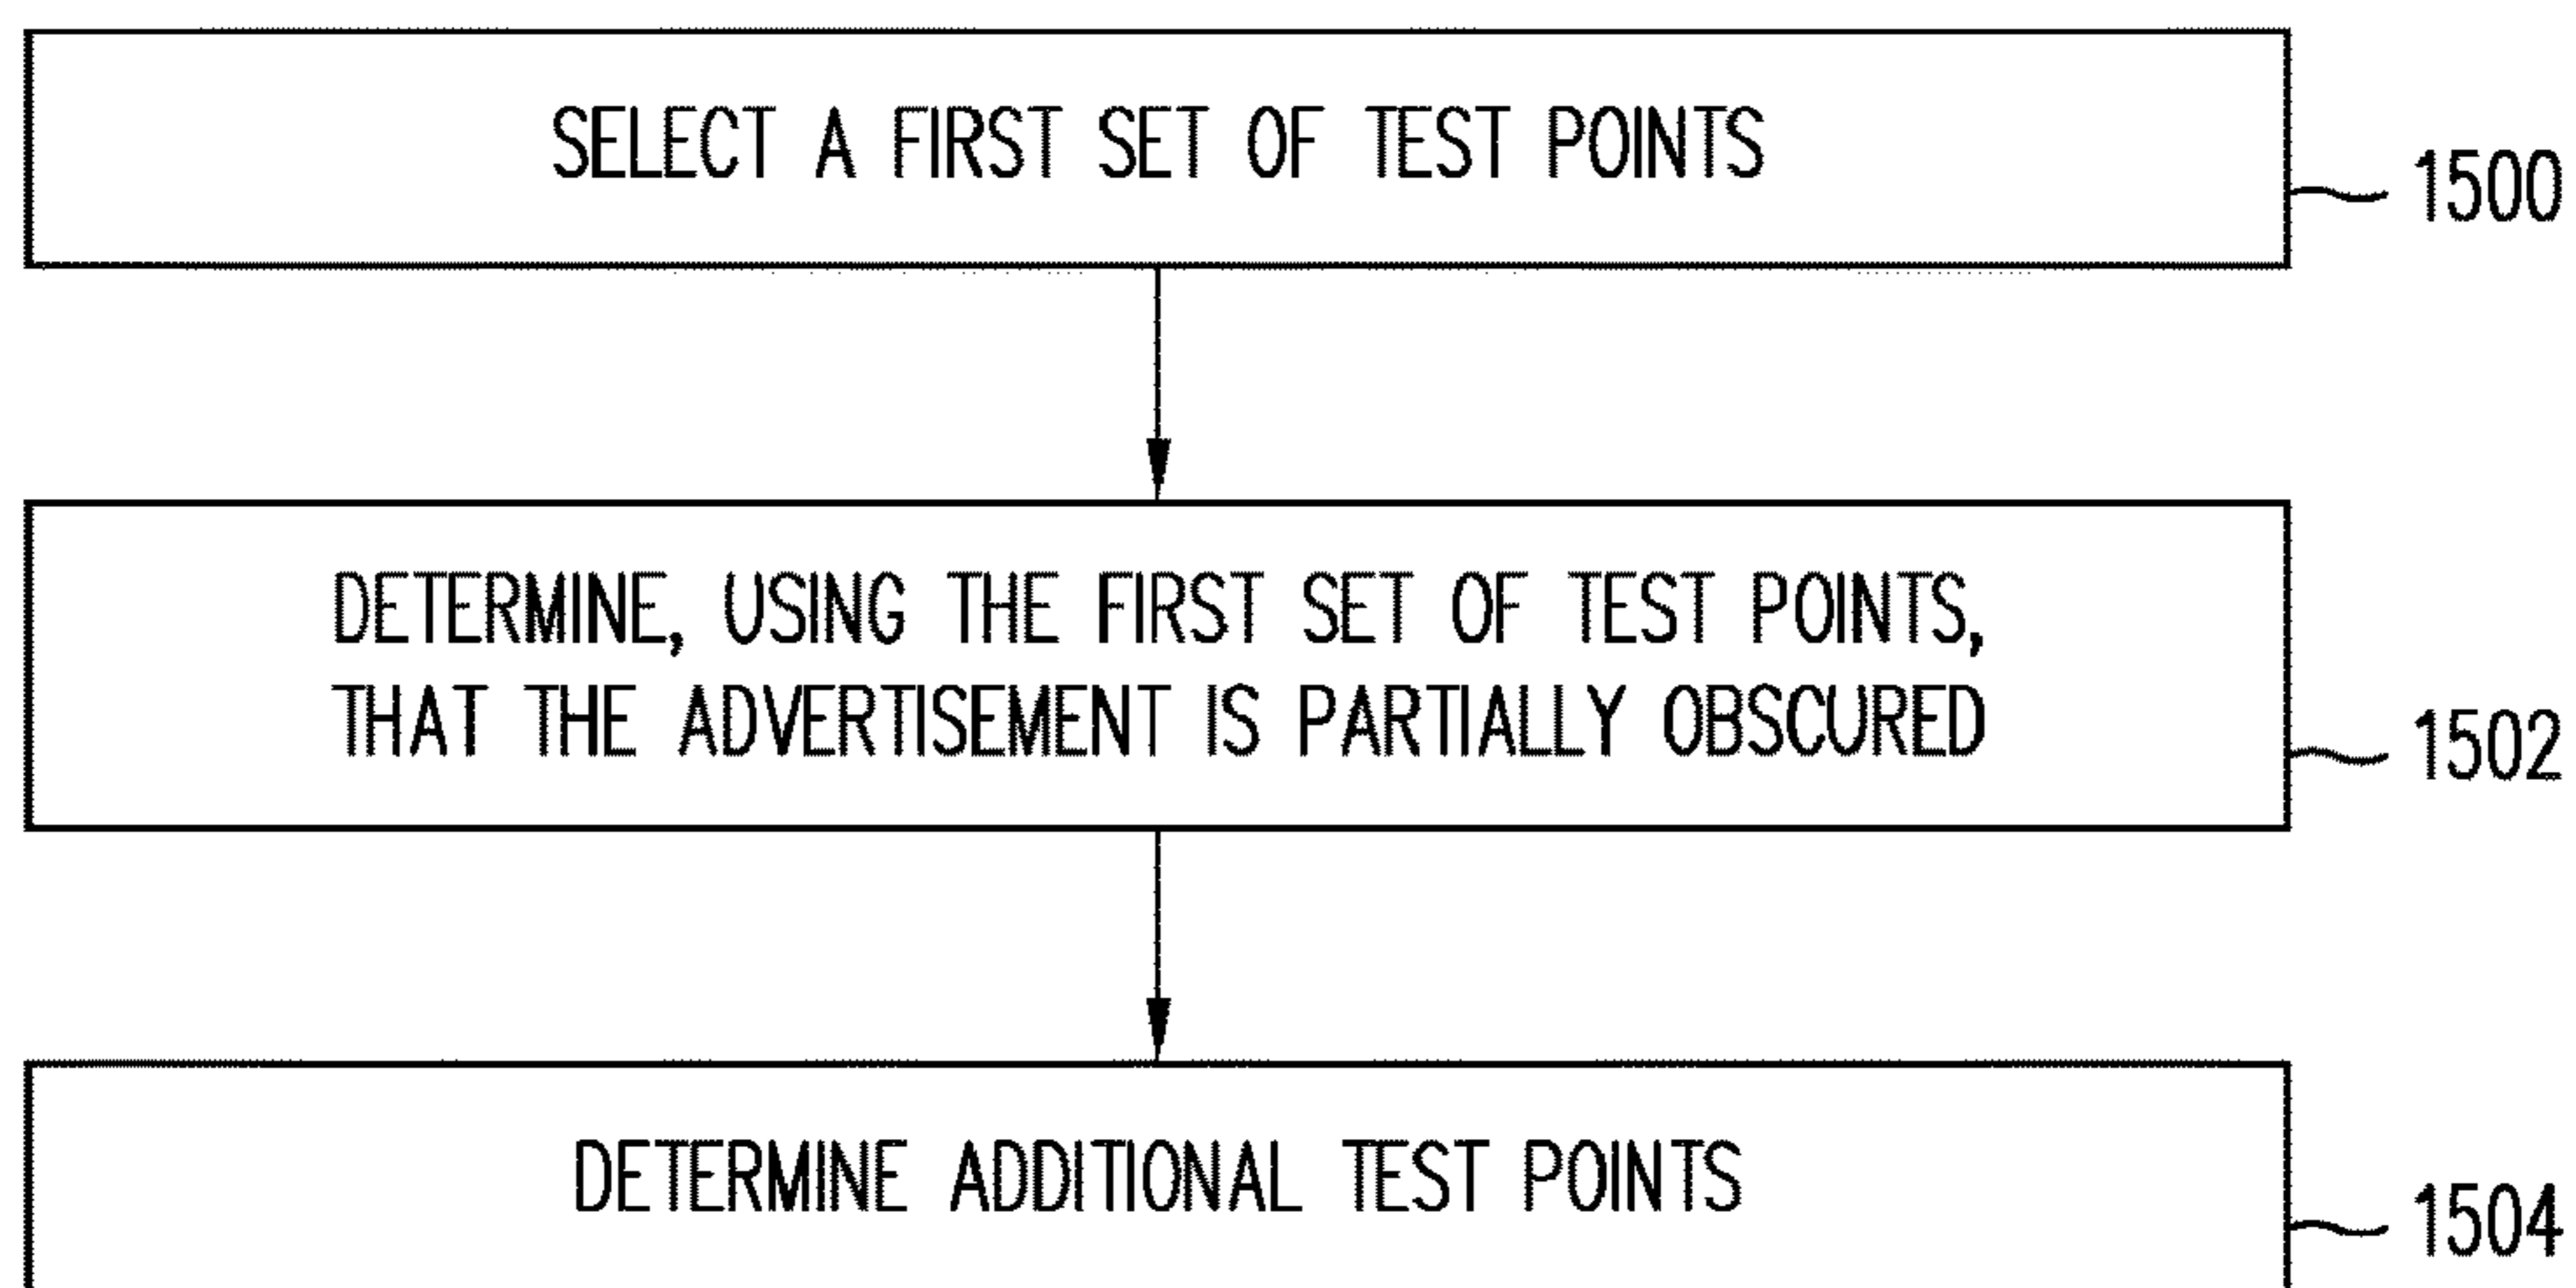 SELECT A FIRST SET OF TEST POINTS
1500
DETERMINE, USING THE FIRST SET OF TEST POINTS,
THAT THE ADVERTISEMENT IS PARTIALLY OBSCURED
1502
DETERMINE ADDITIONAL TEST POINTS
1504